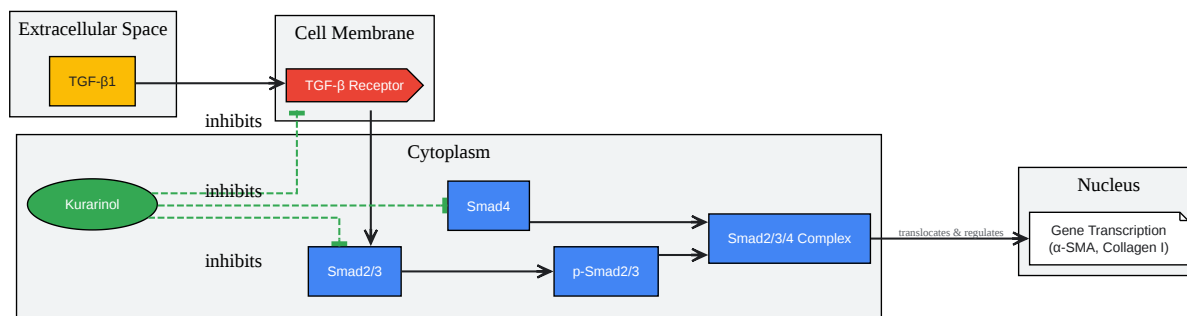 Extracellular Space
TGF-β1
Cell Membrane
TGF-β Receptor
inhibits
Cytoplasm
Kurarinol
inhibits
Smad4
inhibits
Smad2/3
p-Smad2/3
Smad2/3/4 Complex
translocates & regulates
Nucleus
Gene Transcription
(α-SMA, Collagen I)